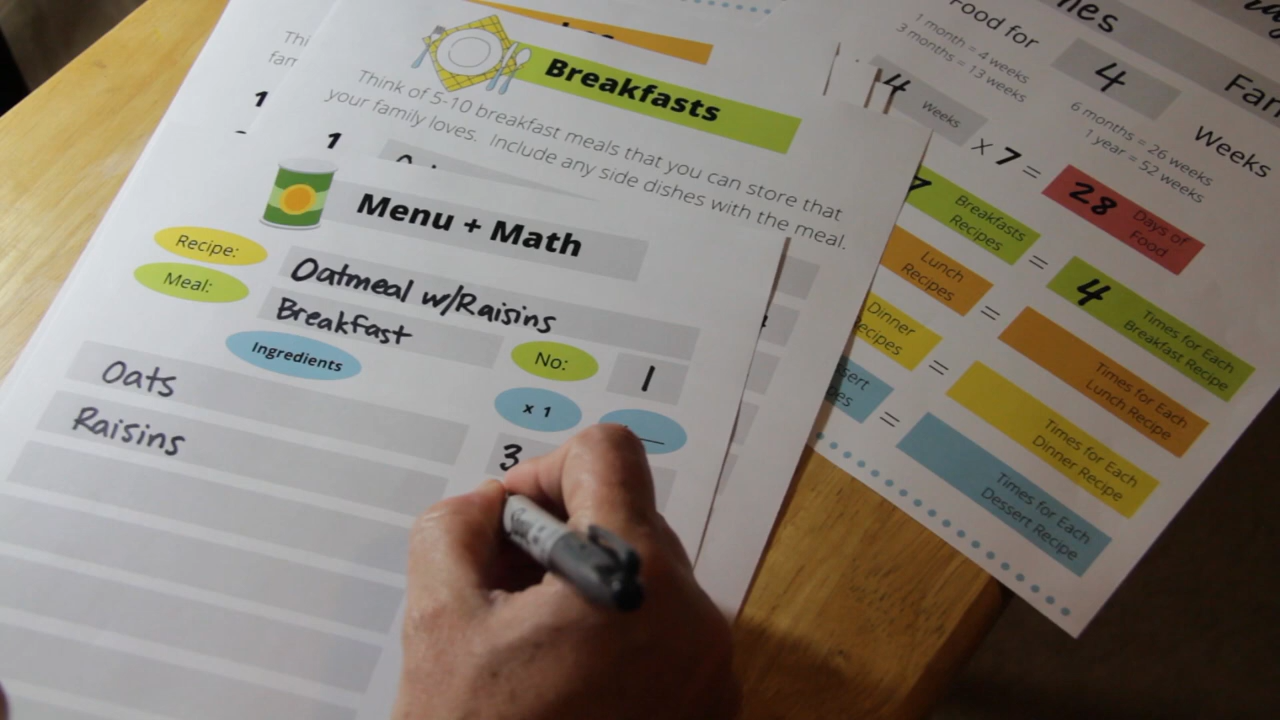 Breakfasts
Think of 5-10 breakfast meals that you can store that
your family loves. Include any side dishes with the meal.
1
Thi
fam
1
Menu + Math
Recipe:
Oatmeal w/Raisins
Meal:
Breakfast
No:
1
Ingredients
x 1
Oats
3
Raisins
Food for
4
Weeks
1 month = 4 weeks
3 months = 13 weeks
6 months = 26 weeks
1 year = 52 weeks
4 Weeks x 7 = 28 Days of
Food
7 Breakfasts
Recipes
=
4 Times for Each
Breakfast Recipe
Lunch
Recipes
=
Times for Each
Lunch Recipe
Dinner
Recipes
=
Times for Each
Dinner Recipe
=
Times for Each
Dessert Recipe